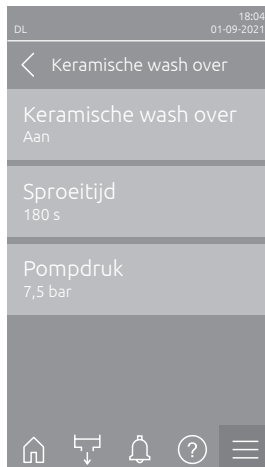 18:04
DL 01-09-2021
Keramische wash over
Keramische wash over
Aan
Sproeitijd
180 s
Pompdruk
7,5 bar
?